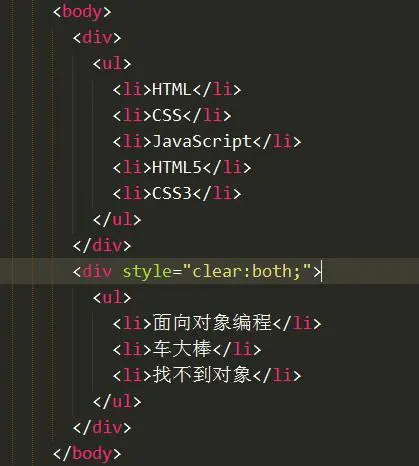 <body>
<div>
<ul>
<li>HTML</li>
<li>CSS</li>
<li>JavaScript</li>
<li>HTML5</li>
<li>CSS3</li>
</ul>
</div>
<div style="clear:both;">
<ul>
<li>面向对象编程</li>
<li>车大棒</li>
<li>找不到对象</li>
</ul>
</div>
</body>